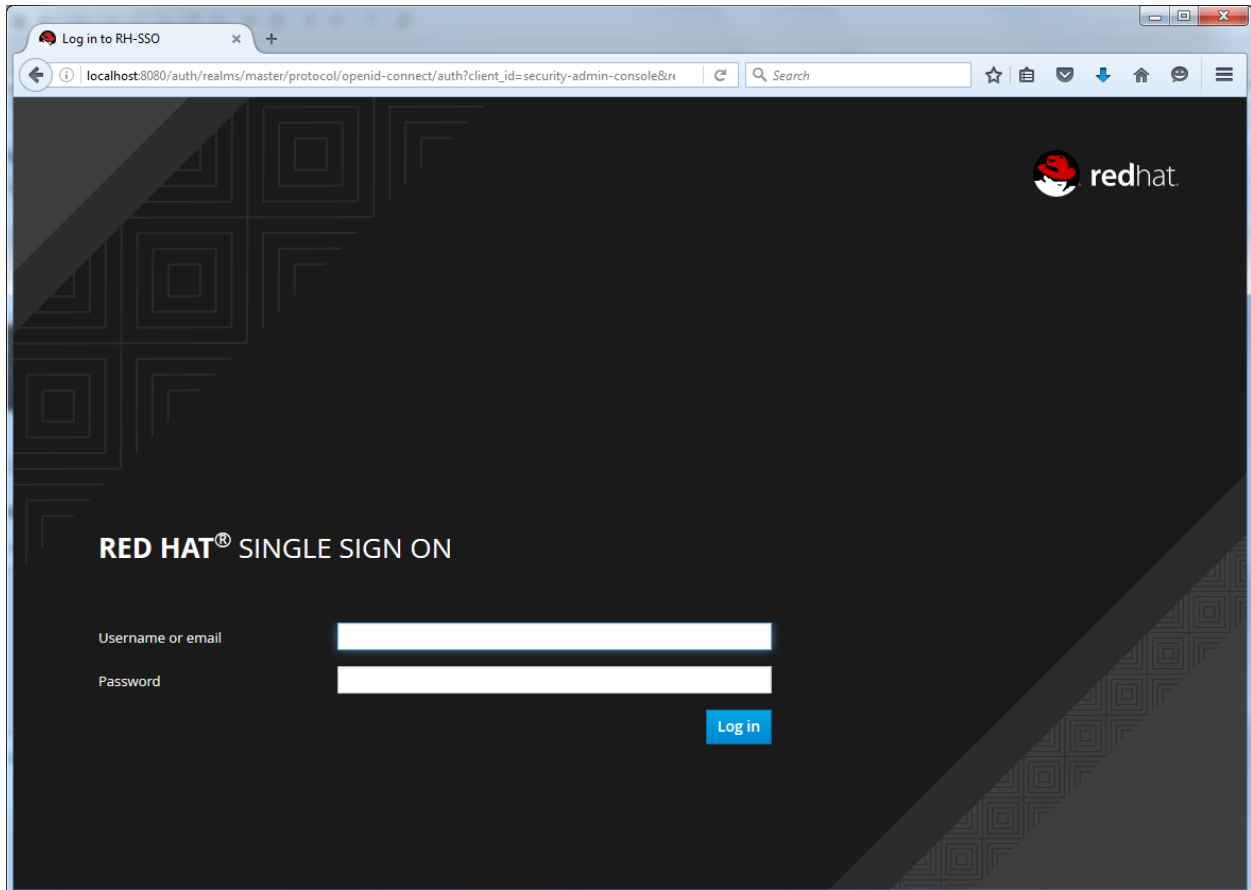 Log in to RH-SSO
localhost:8080/auth/realms/master/protocol/openid-connect/auth?client_id=security-admin-console&re
Search
redhat.
RED HAT® SINGLE SIGN ON
Username or email
Password
Log in